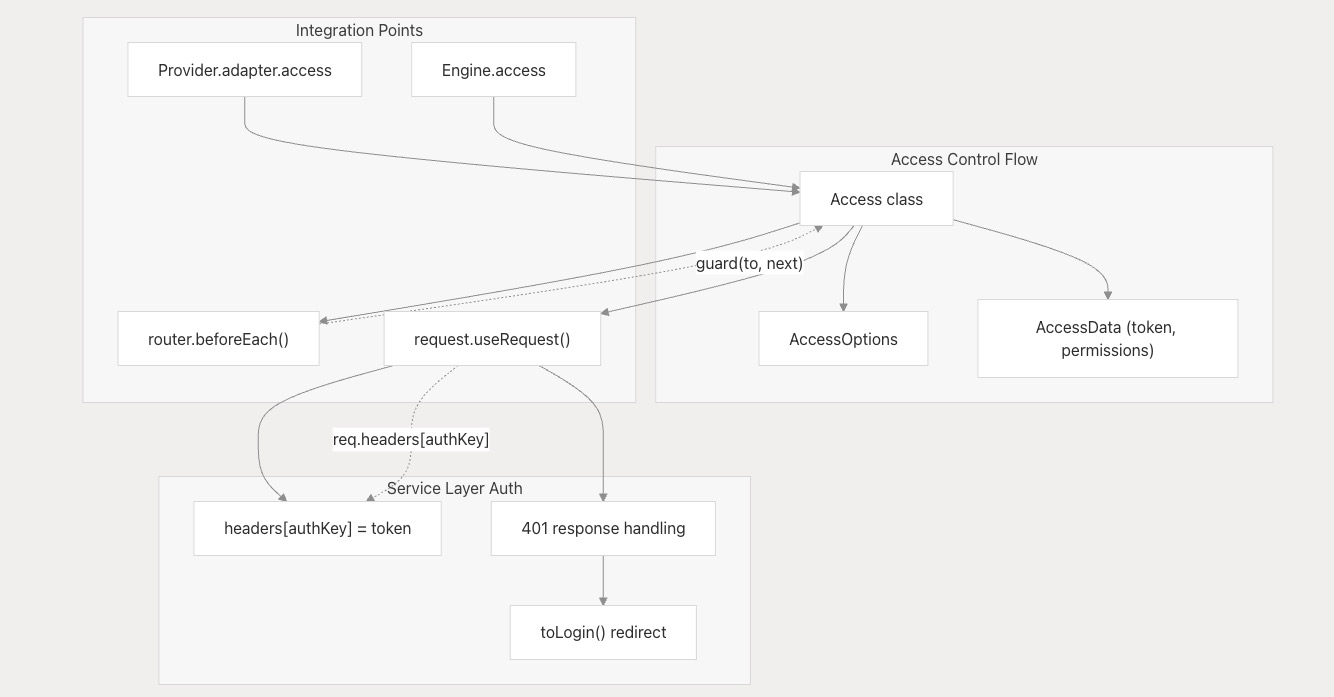 Integration Points
Provider.adapter.access
Engine.access
Access Control Flow
Access class
guard(to, next)
router.beforeEach()
request.useRequest()
AccessOptions
AccessData (token,
permissions)
req.headers[authKey]
Service Layer Auth
headers[authKey] = token
401 response handling
toLogin() redirect